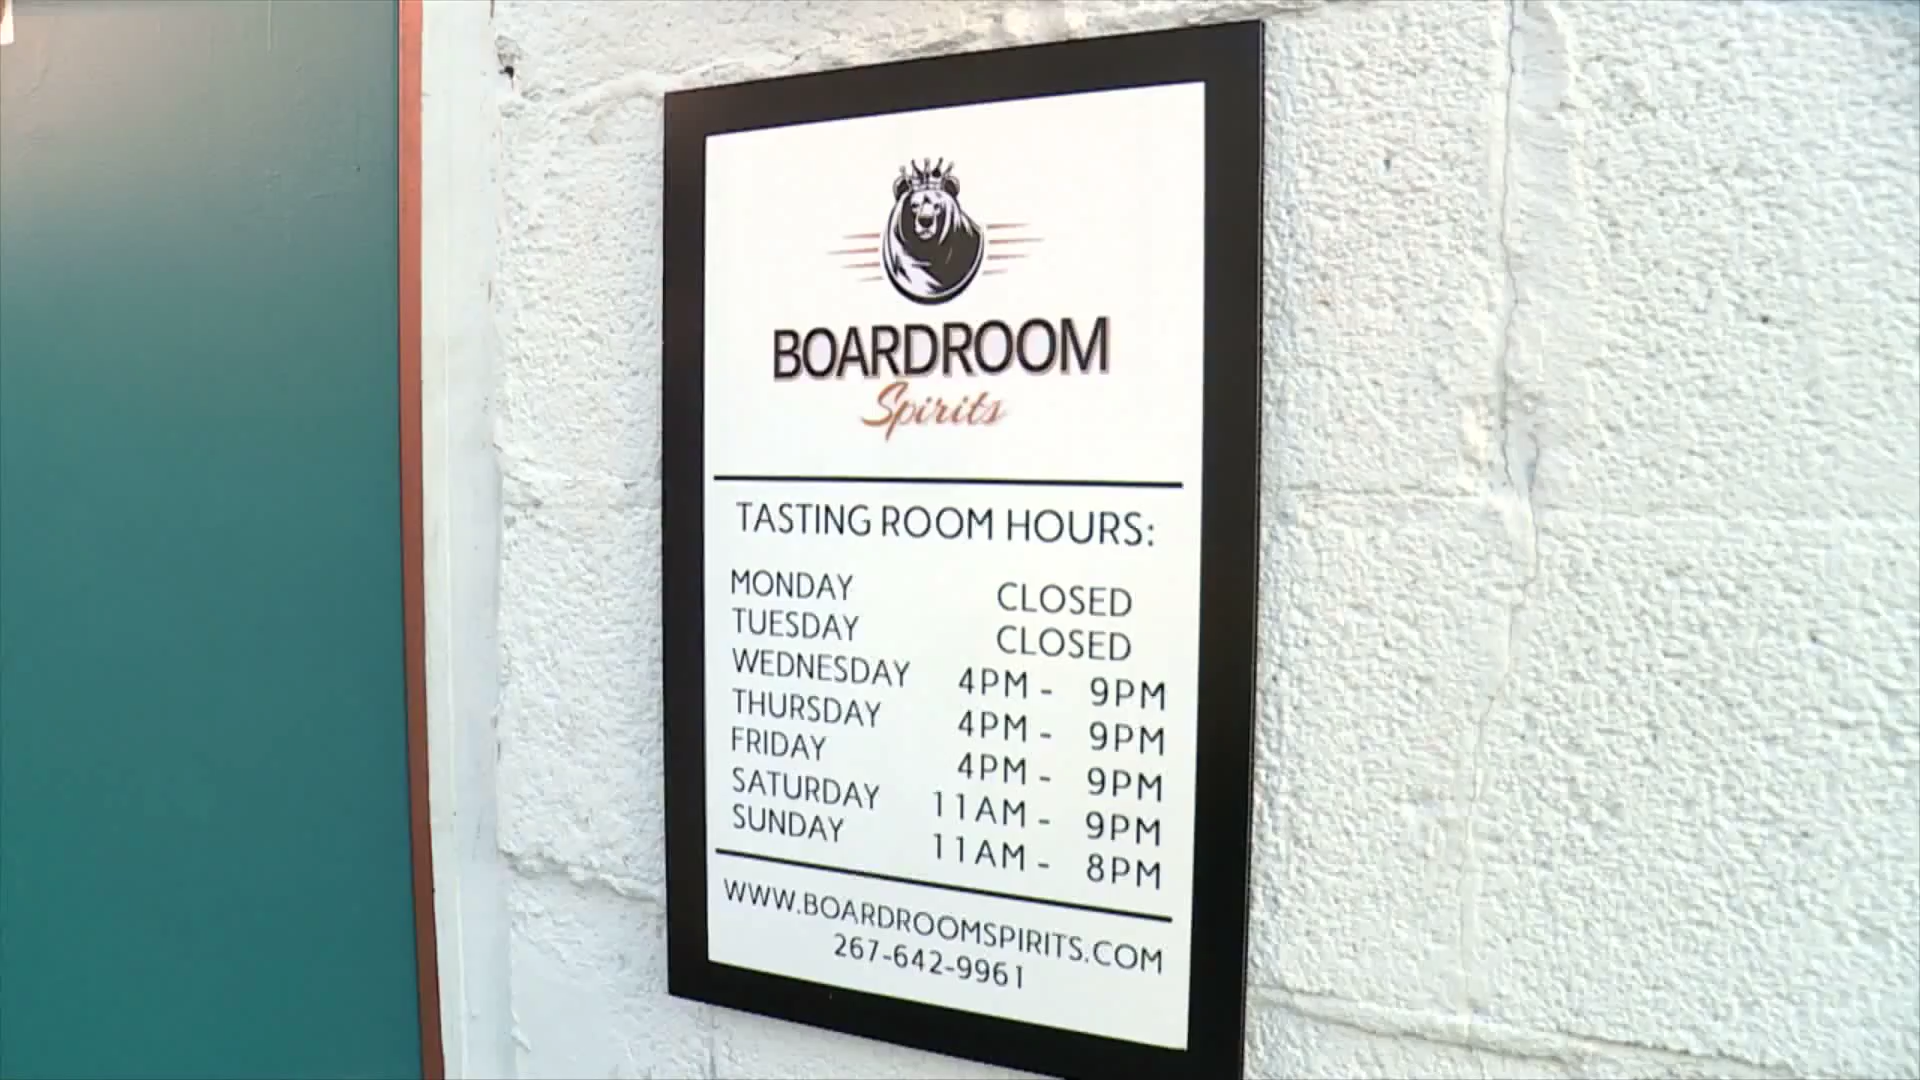 BOARDROOM
Spirits
TASTING ROOM HOURS:
MONDAY CLOSED
TUESDAY CLOSED
WEDNESDAY 4PM - 9PM
THURSDAY 4PM - 9PM
FRIDAY 4PM - 9PM
SATURDAY 11AM - 9PM
SUNDAY 11AM - 8PM
WWW.BOARDROOMSPIRITS.COM
267-642-9961